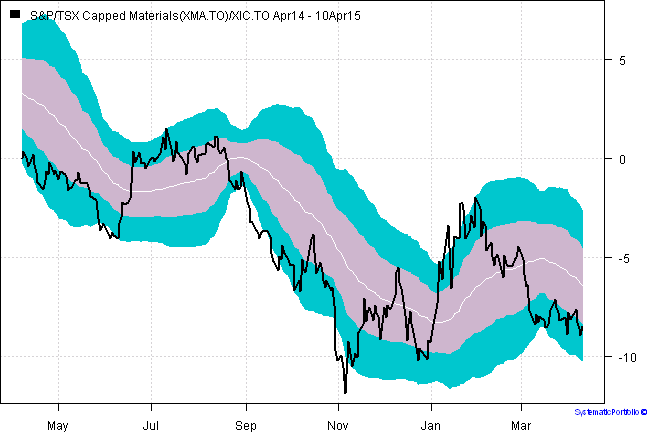 S&P/TSX Capped Materials(XMA.TO)/XIC.TO Apr14 - 10Apr15
5
0
-5
-10
May Jul Sep Nov Jan Mar
SystematicPortfolio ©